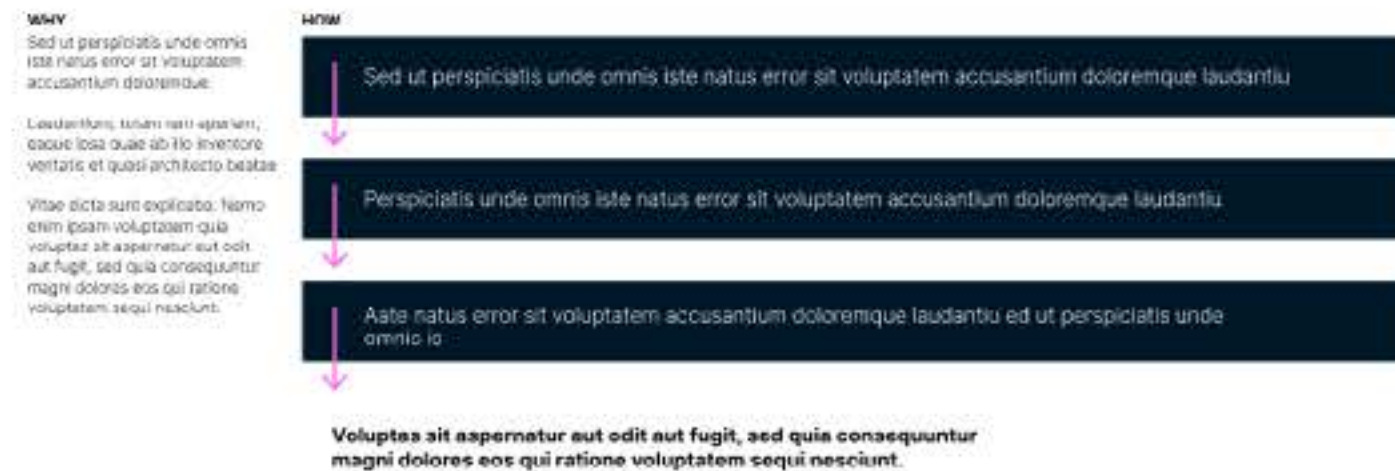 WHY
Sed ut perspiciatis unde omnis
iste natus error sit voluptatem
accusantium doloremque
Laudantium, totam rem aperiam,
eaque ipsa quae ab illo inventore
veritatis et quasi architecto beatae
Vitae dicta sunt explicabo. Nemo
enim ipsam voluptatem quia
voluptas sit aspernatur aut odit
aut fugit, sed quia consequuntur
magni dolores eos qui ratione
voluptatem sequi nesciunt.
HOW
Sed ut perspiciatis unde omnis iste natus error sit voluptatem accusantium doloremque laudantiu
Perspiciatis unde omnis iste natus error sit voluptatem accusantium doloremque laudantiu
Aate natus error sit voluptatem accusantium doloremque laudantiu ed ut perspiciatis unde
omnis is
Voluptas sit aspernatur aut odit aut fugit, sed quia consequuntur
magni dolores eos qui ratione voluptatem sequi nesciunt.